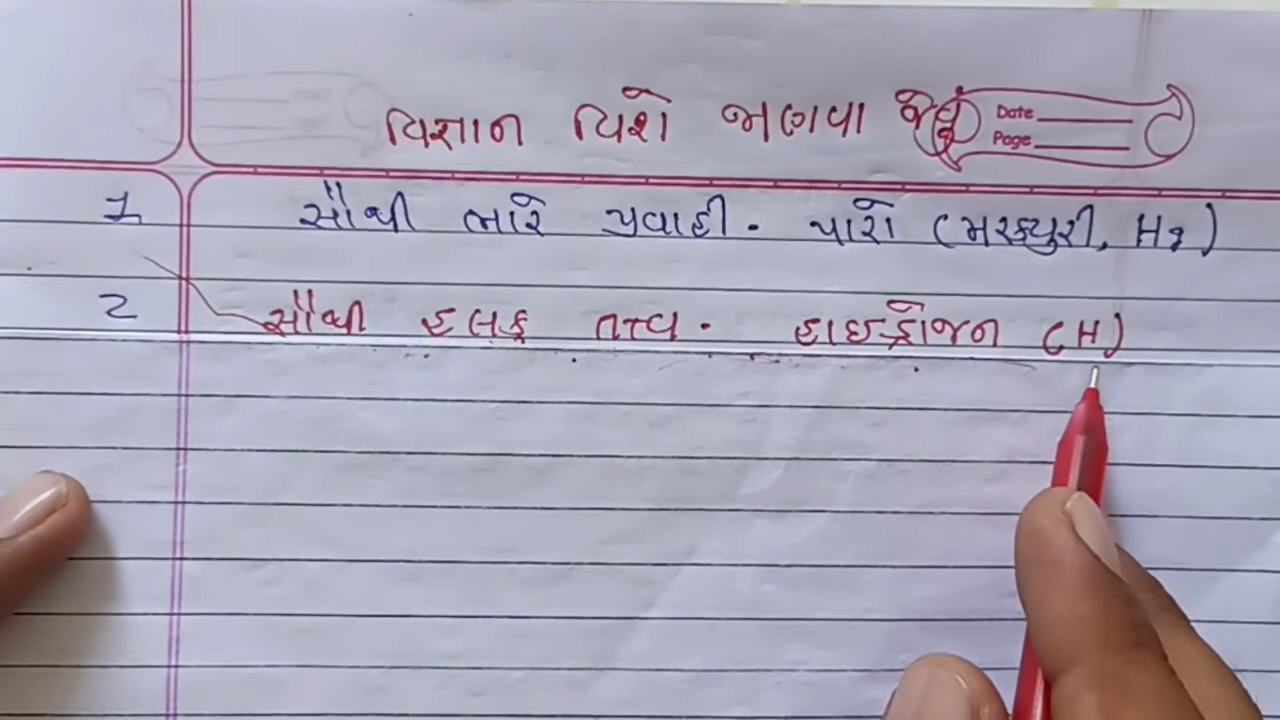 વિજ્ઞાન વિશે જાણવા જેવું
Date
Page
1 સૌથી ભારે પ્રવાહી - પારો (મરક્યુરી, Hg)
2 સૌથી હલકુ તત્વ - હાઇડ્રોજન (H)